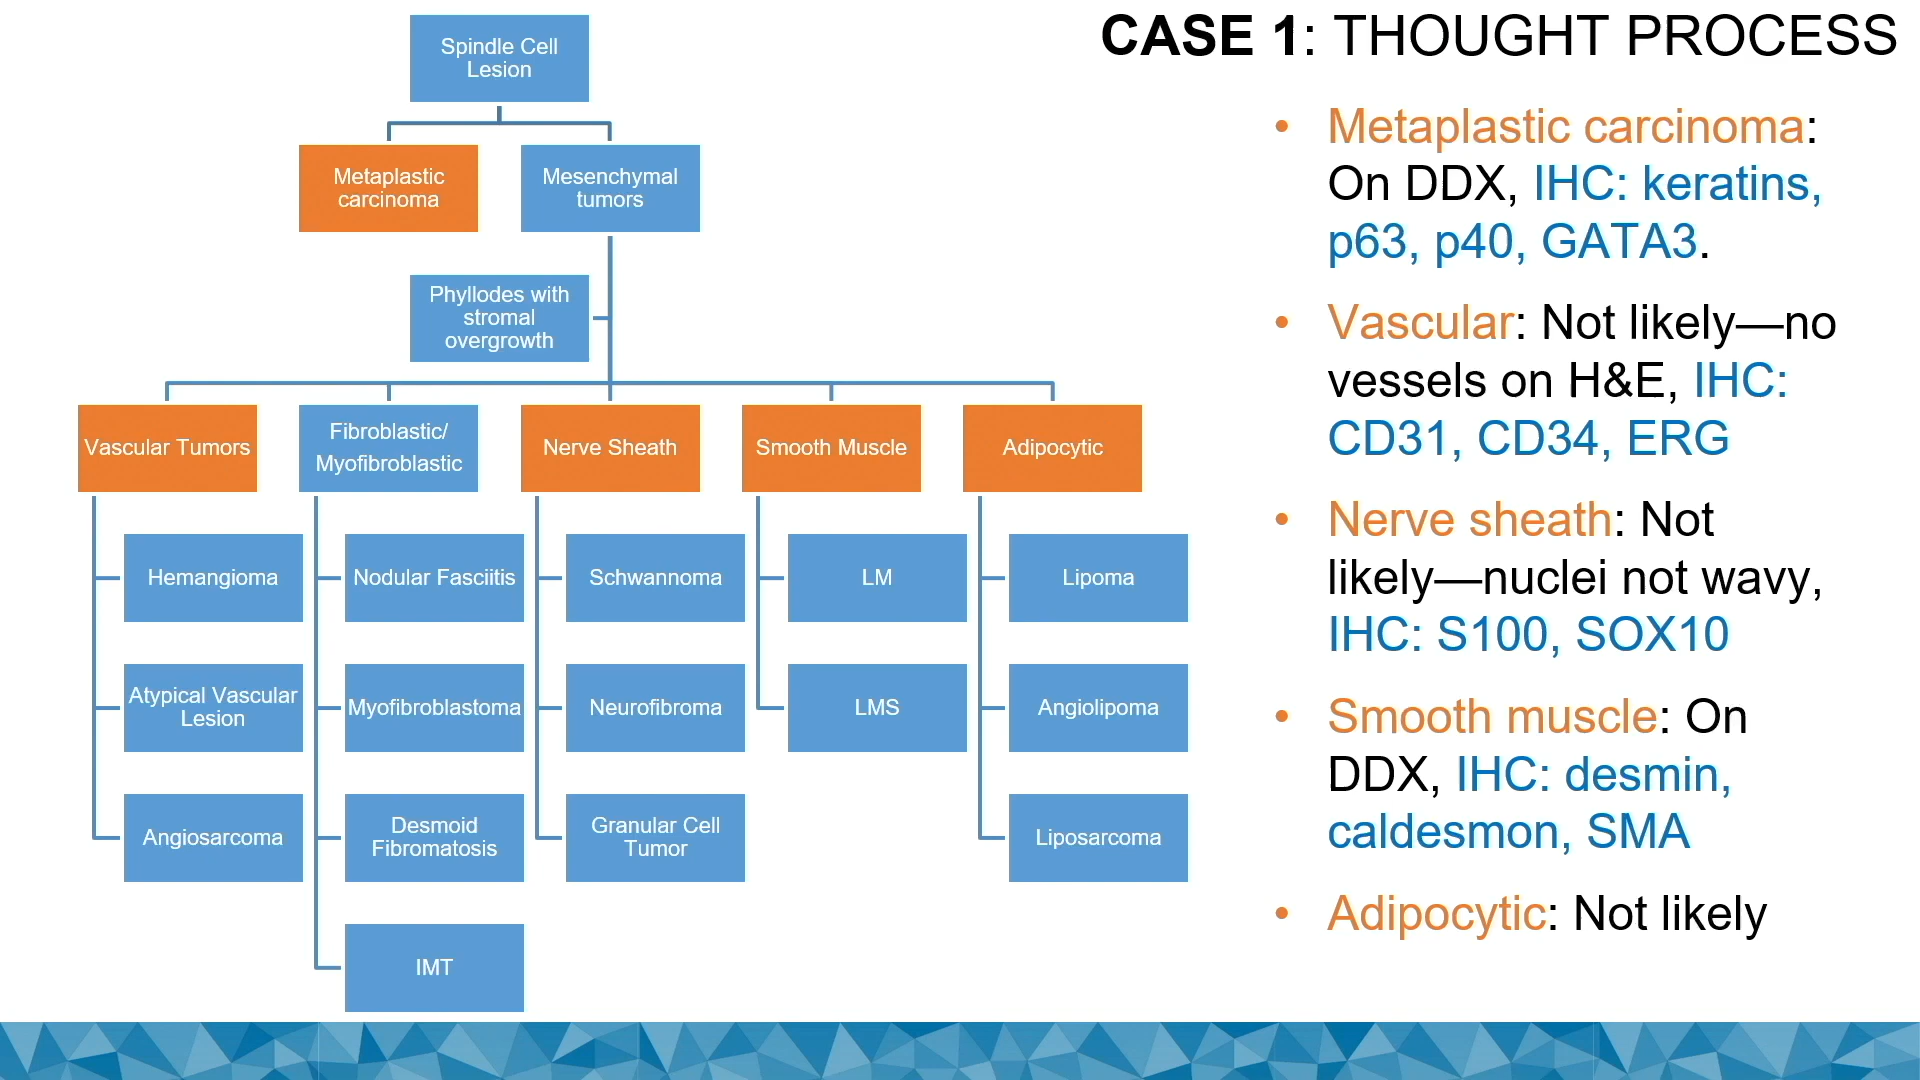 CASE 1: THOUGHT PROCESS
Spindle Cell
Lesion
Metaplastic
carcinoma
Mesenchymal
tumors
Phyllodes with
stromal
overgrowth
Vascular Tumors
Fibroblastic/
Myofibroblastic
Nerve Sheath
Smooth Muscle
Adipocytic
Hemangioma
Atypical Vascular
Lesion
Angiosarcoma
Nodular Fasciitis
Myofibroblastoma
Desmoid
Fibromatosis
IMT
Schwannoma
Neurofibroma
Granular Cell
Tumor
LM
LMS
Lipoma
Angiolipoma
Liposarcoma
• Metaplastic carcinoma:
On DDX, IHC: keratins,
p63, p40, GATA3.
• Vascular: Not likely—no
vessels on H&E, IHC:
CD31, CD34, ERG
• Nerve sheath: Not
likely—nuclei not wavy,
IHC: S100, SOX10
• Smooth muscle: On
DDX, IHC: desmin,
caldesmon, SMA
• Adipocytic: Not likely